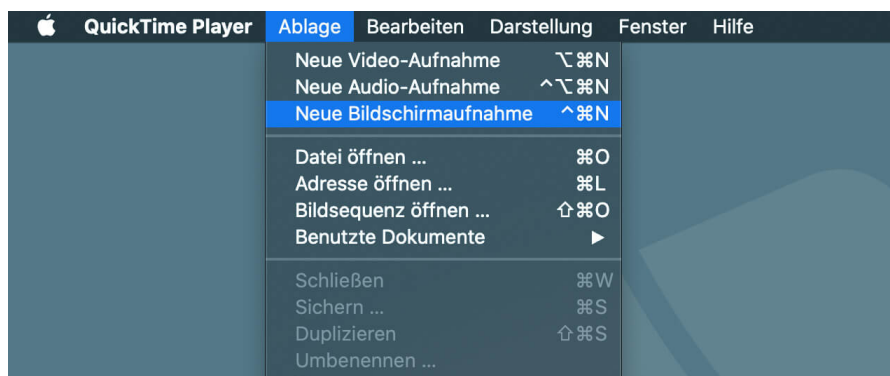 QuickTime Player Ablage Bearbeiten Darstellung Fenster Hilfe
Neue Video-Aufnahme ⌥⌘N
Neue Audio-Aufnahme ^⌥⌘N
Neue Bildschirmaufnahme ^⌘N
Datei öffnen ... ⌘O
Adresse öffnen ... ⌘L
Bildsequenz öffnen ... ⇧⌘O
Benutzte Dokumente ▶
Schließen ⌘W
Sichern ... ⌘S
Duplizieren ⇧⌘S
Umbenennen ...